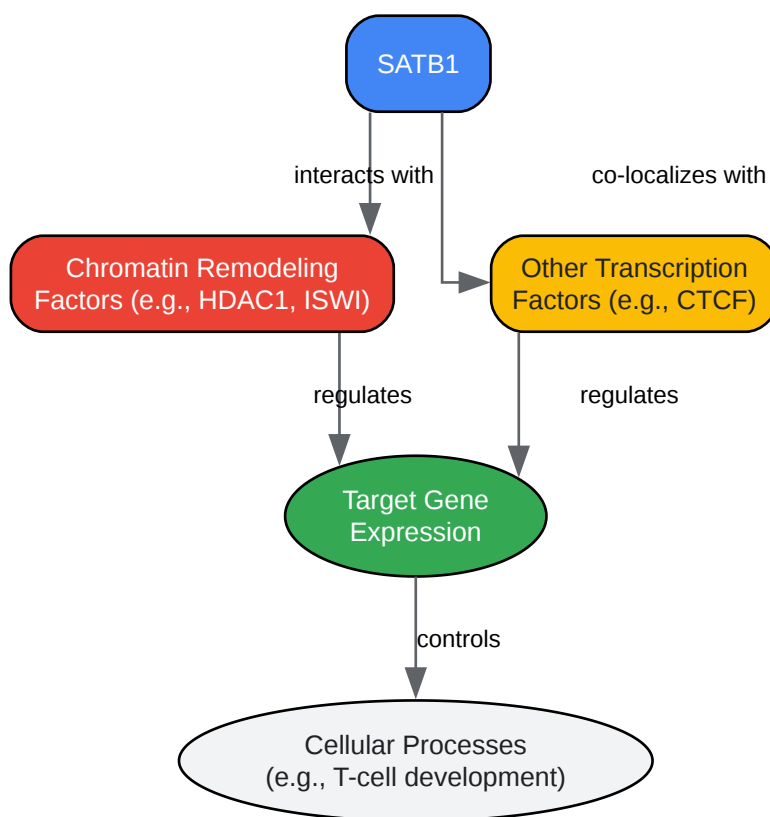 SATB1
interacts with
co-localizes with
Chromatin Remodeling
Factors (e.g., HDAC1, ISWI)
Other Transcription
Factors (e.g., CTCF)
regulates
regulates
Target Gene
Expression
controls
Cellular Processes
(e.g., T-cell development)